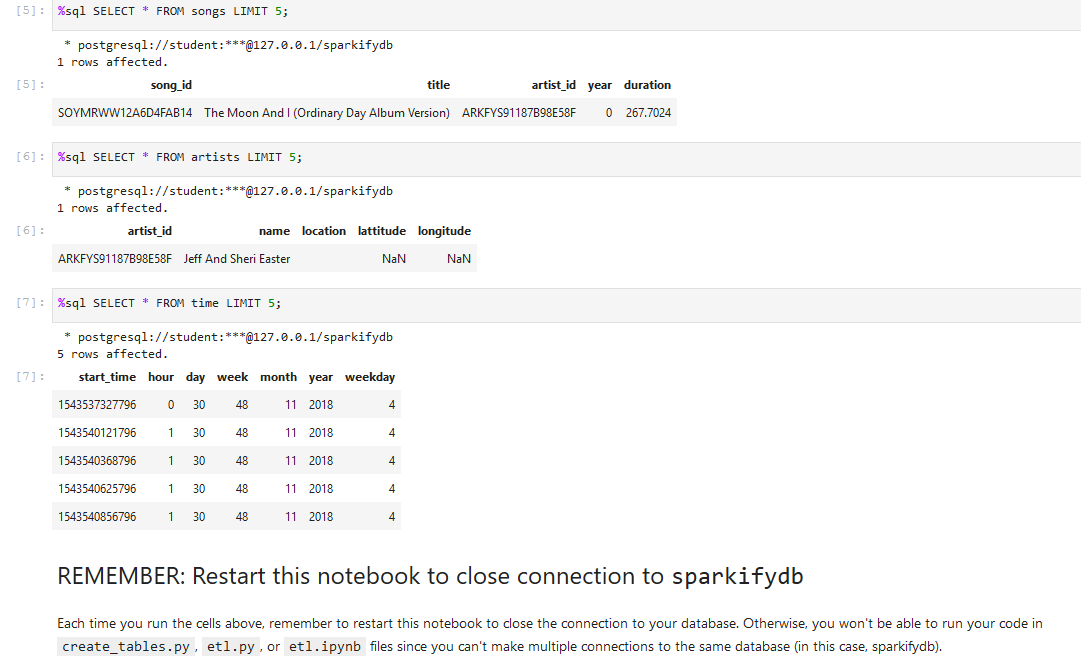 [5]: %sql SELECT * FROM songs LIMIT 5;
* postgresql://student:***@127.0.0.1/sparkifydb
1 rows affected.
[5]: song_id title artist_id year duration
SOYMRWW12A6D4FAB14 The Moon And I (Ordinary Day Album Version) ARKFYS91187B98E58F 0 267.7024
[6]: %sql SELECT * FROM artists LIMIT 5;
* postgresql://student:***@127.0.0.1/sparkifydb
1 rows affected.
[6]: artist_id name location lattitude longitude
ARKFYS91187B98E58F Jeff And Sheri Easter NaN NaN
[7]: %sql SELECT * FROM time LIMIT 5;
* postgresql://student:***@127.0.0.1/sparkifydb
5 rows affected.
[7]: start_time hour day week month year weekday
1543537327796 0 30 48 11 2018 4
1543540121796 1 30 48 11 2018 4
1543540368796 1 30 48 11 2018 4
1543540625796 1 30 48 11 2018 4
1543540856796 1 30 48 11 2018 4
REMEMBER: Restart this notebook to close connection to sparkifydb
Each time you run the cells above, remember to restart this notebook to close the connection to your database. Otherwise, you won't be able to run your code in
create_tables.py , etl.py , or etl.ipynb files since you can't make multiple connections to the same database (in this case, sparkifydb).